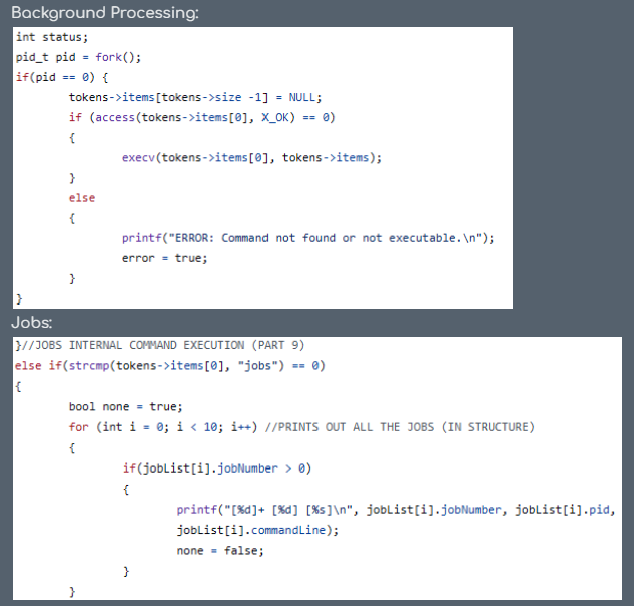 Background Processing:
int status;
pid_t pid = fork();
if(pid == 0) {
tokens->items[tokens->size -1] = NULL;
if (access(tokens->items[0], X_OK) == 0)
{
execv(tokens->items[0], tokens->items);
}
else
{
printf("ERROR: Command not found or not executable.\n");
error = true;
}
}
Jobs:
}//JOBS INTERNAL COMMAND EXECUTION (PART 9)
else if(strcmp(tokens->items[0], "jobs") == 0)
{
bool none = true;
for (int i = 0; i < 10; i++) //PRINTS OUT ALL THE JOBS (IN STRUCTURE)
{
if(jobList[i].jobNumber > 0)
{
printf("[%d]+ [%d] [%s]\n", jobList[i].jobNumber, jobList[i].pid,
jobList[i].commandLine);
none = false;
}
}